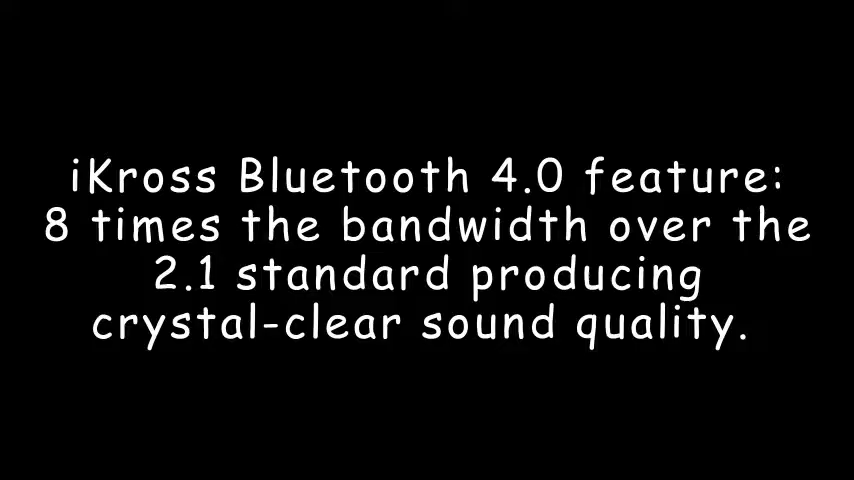 iKross Bluetooth 4.0 feature:
8 times the bandwidth over the
2.1 standard producing
crystal-clear sound quality.